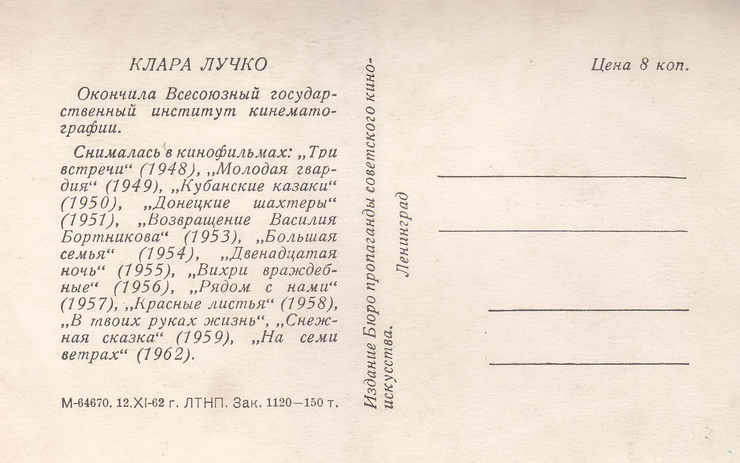 КЛАРА ЛУЧКО
Окончила Всесоюзный государ-
ственный институт кинемато-
графии.
Снималась в кинофильмах: „Три
встречи“ (1948), „Молодая гвар-
дия“ (1949), „Кубанские казаки“
(1950), „Донецкие шахтеры“
(1951), „Возвращение Василия
Бортникова“ (1953), „Большая
семья“ (1954), „Двенадцатая
ночь“ (1955), „Вихри враждеб-
ные“ (1956), „Рядом с нами“
(1957), „Красные листья“ (1958),
„В твоих руках жизнь“, „Снеж-
ная сказка“ (1959), „На семи
ветрах“ (1962).
М-64670. 12.XI-62 г. ЛТНП. Зак. 1120—150 т.
Издание Бюро пропаганды советского кино-
искусства.
Ленинград
Цена 8 коп.